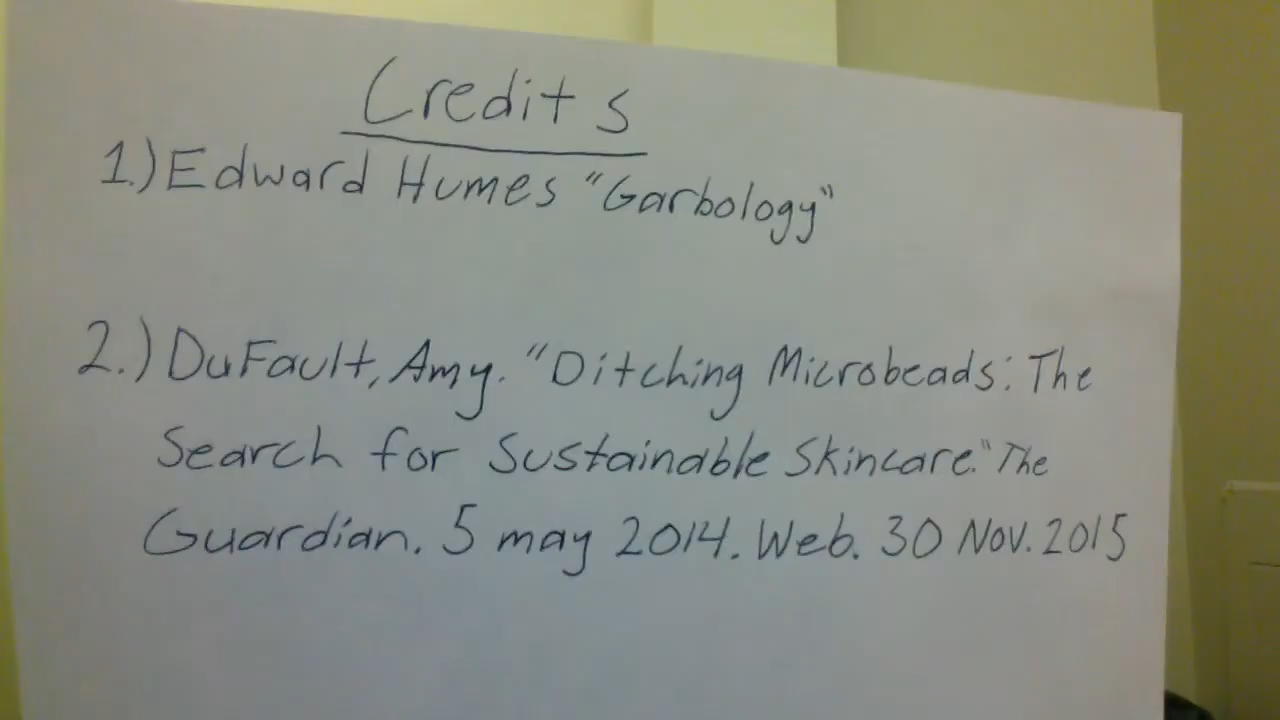 Credits
1.) Edward Humes "Garbology"
2.) DuFault, Amy. "Ditching Microbeads: The
Search for Sustainable Skincare." The
Guardian. 5 may 2014. Web. 30 Nov. 2015